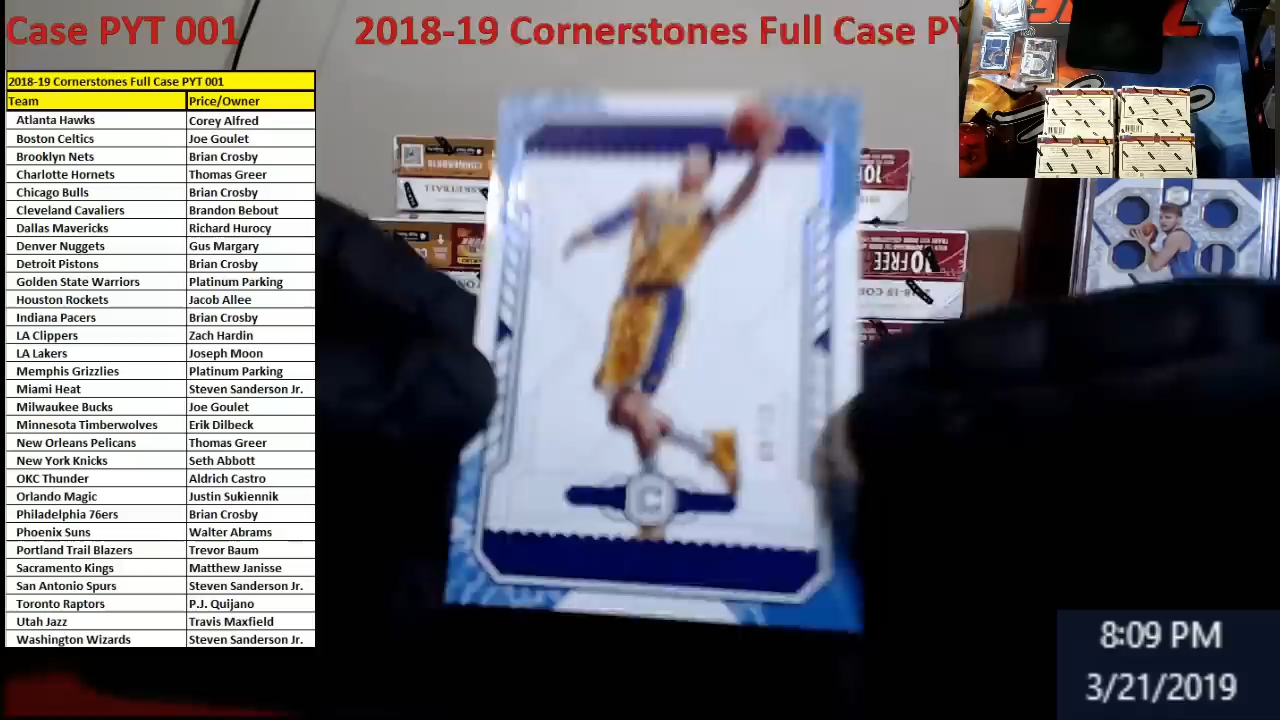 Case PYT 001
2018-19 Cornerstones Full Case PY
2018-19 Cornerstones Full Case PYT 001
Team Price/Owner
Atlanta Hawks Corey Alfred
Boston Celtics Joe Goulet
Brooklyn Nets Brian Crosby
Charlotte Hornets Thomas Greer
Chicago Bulls Brian Crosby
Cleveland Cavaliers Brandon Bebout
Dallas Mavericks Richard Hurocy
Denver Nuggets Gus Margary
Detroit Pistons Brian Crosby
Golden State Warriors Platinum Parking
Houston Rockets Jacob Allee
Indiana Pacers Brian Crosby
LA Clippers Zach Hardin
LA Lakers Joseph Moon
Memphis Grizzlies Platinum Parking
Miami Heat Steven Sanderson Jr.
Milwaukee Bucks Joe Goulet
Minnesota Timberwolves Erik Dilbeck
New Orleans Pelicans Thomas Greer
New York Knicks Seth Abbott
OKC Thunder Aldrich Castro
Orlando Magic Justin Sukiennik
Philadelphia 76ers Brian Crosby
Phoenix Suns Walter Abrams
Portland Trail Blazers Trevor Baum
Sacramento Kings Matthew Janisse
San Antonio Spurs Steven Sanderson Jr.
Toronto Raptors P.J. Quijano
Utah Jazz Travis Maxfield
Washington Wizards Steven Sanderson Jr.
10 FREE
C
8:09 PM
3/21/2019